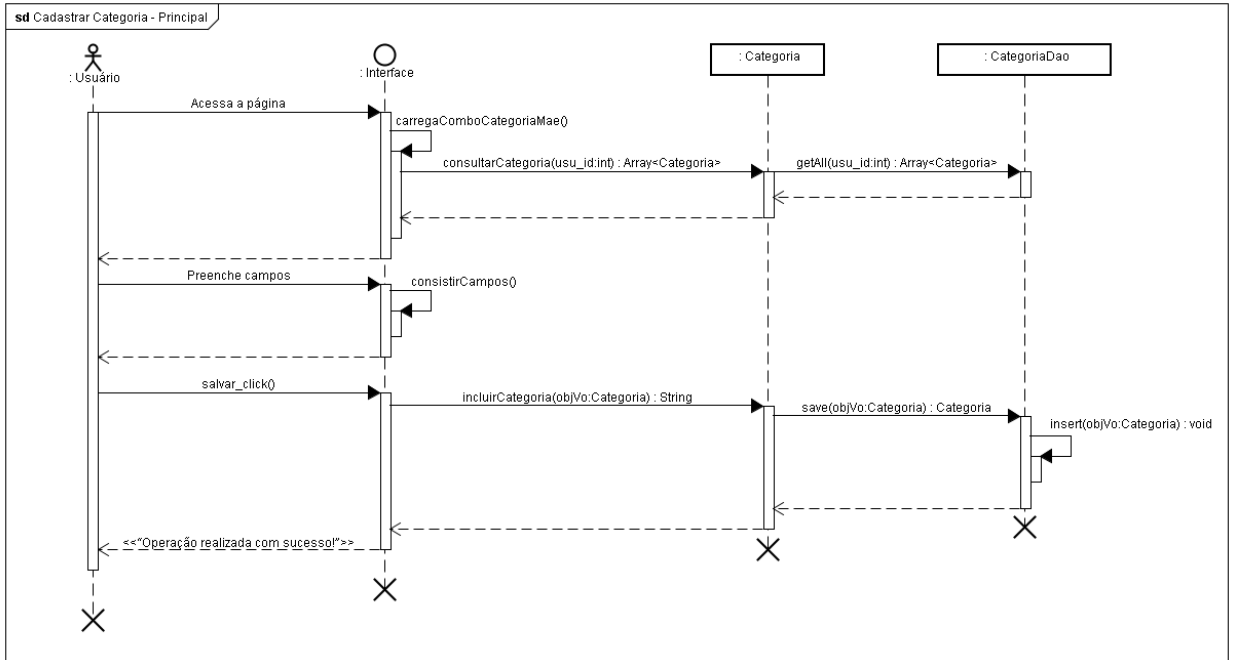 sd Cadastrar Categoria - Principal
: Usuário
: Interface
: Categoria
: CategoriaDao
Acessa a página
carregaComboCategoriaMae()
consultarCategoria(usu_id:int) : Array<Categoria>
getAll(usu_id:int) : Array<Categoria>
Preenche campos
consistirCampos()
salvar_click()
incluirCategoria(objVo:Categoria) : String
save(objVo:Categoria) : Categoria
insert(objVo:Categoria) : void
<<"Operação realizada com sucesso!">>